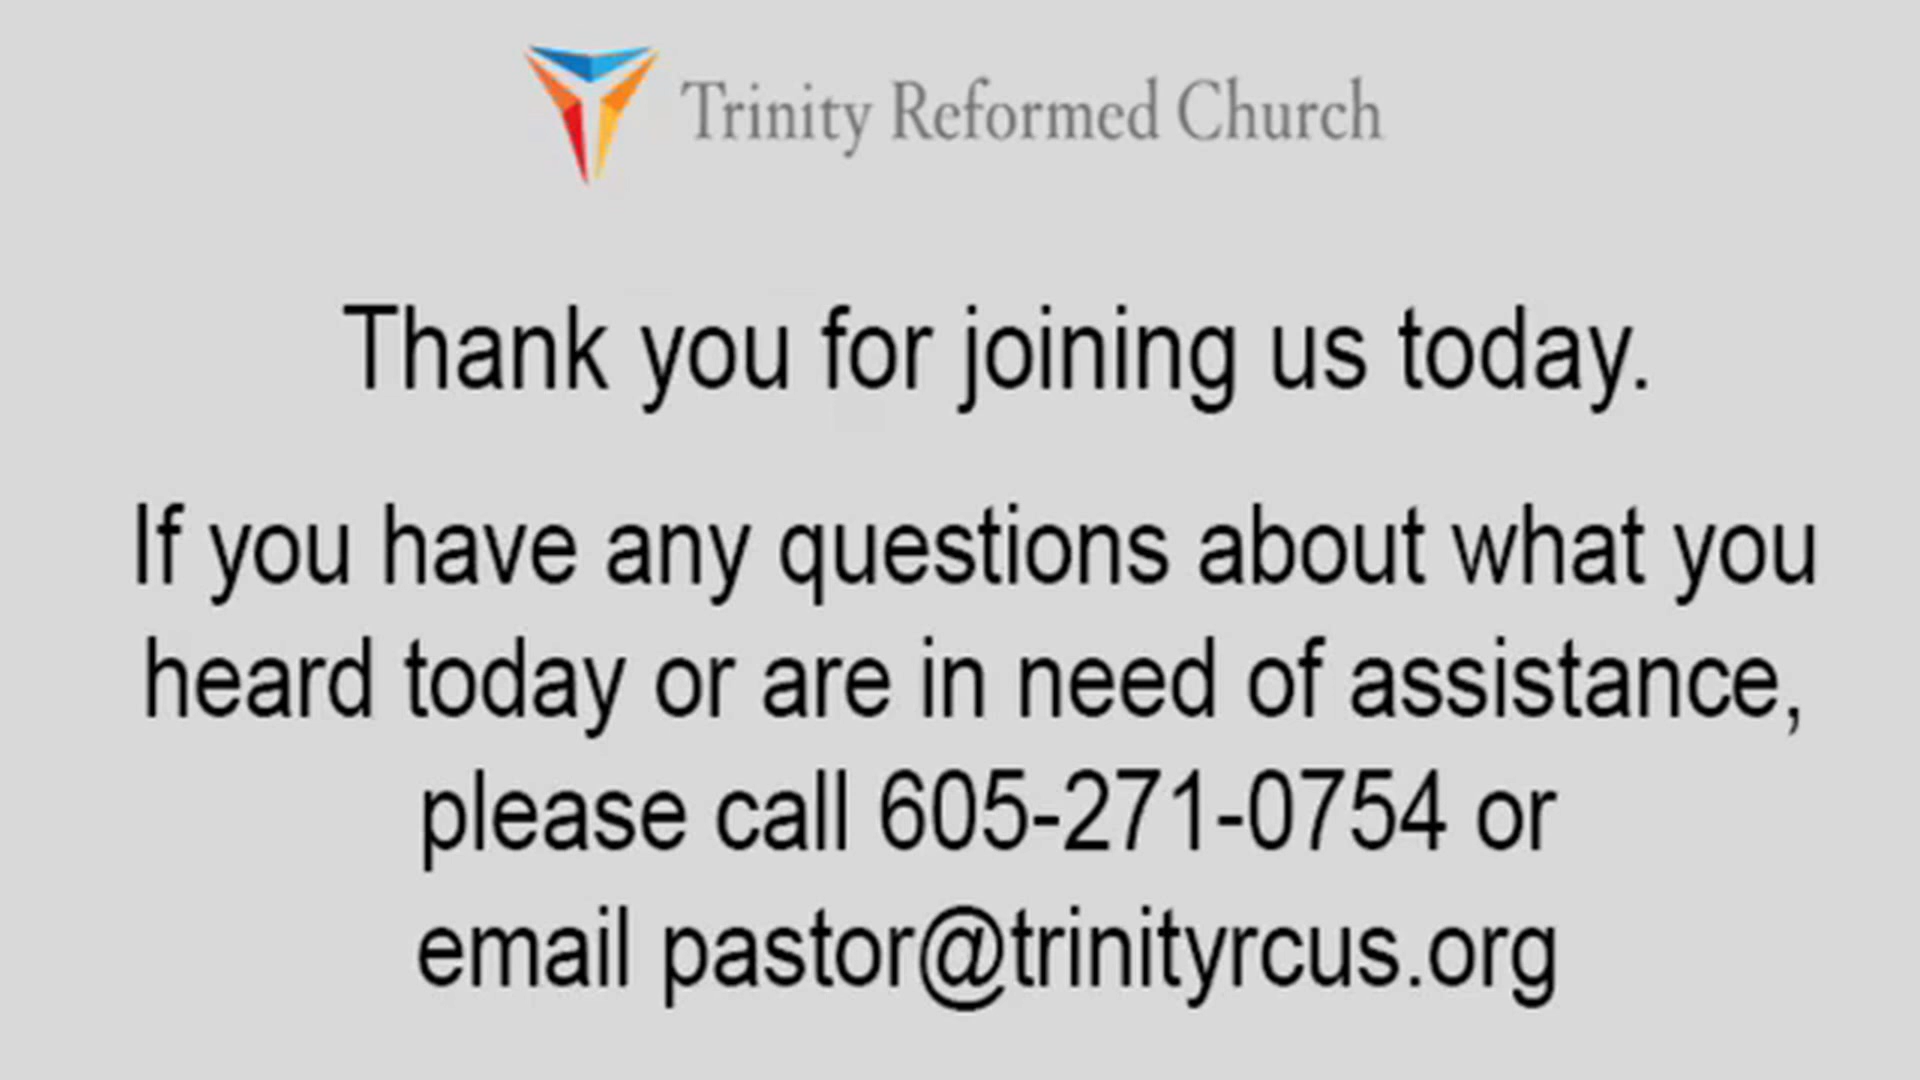 Trinity Reformed Church
Thank you for joining us today.
If you have any questions about what you
heard today or are in need of assistance,
please call 605-271-0754 or
email pastor@trinityrcus.org